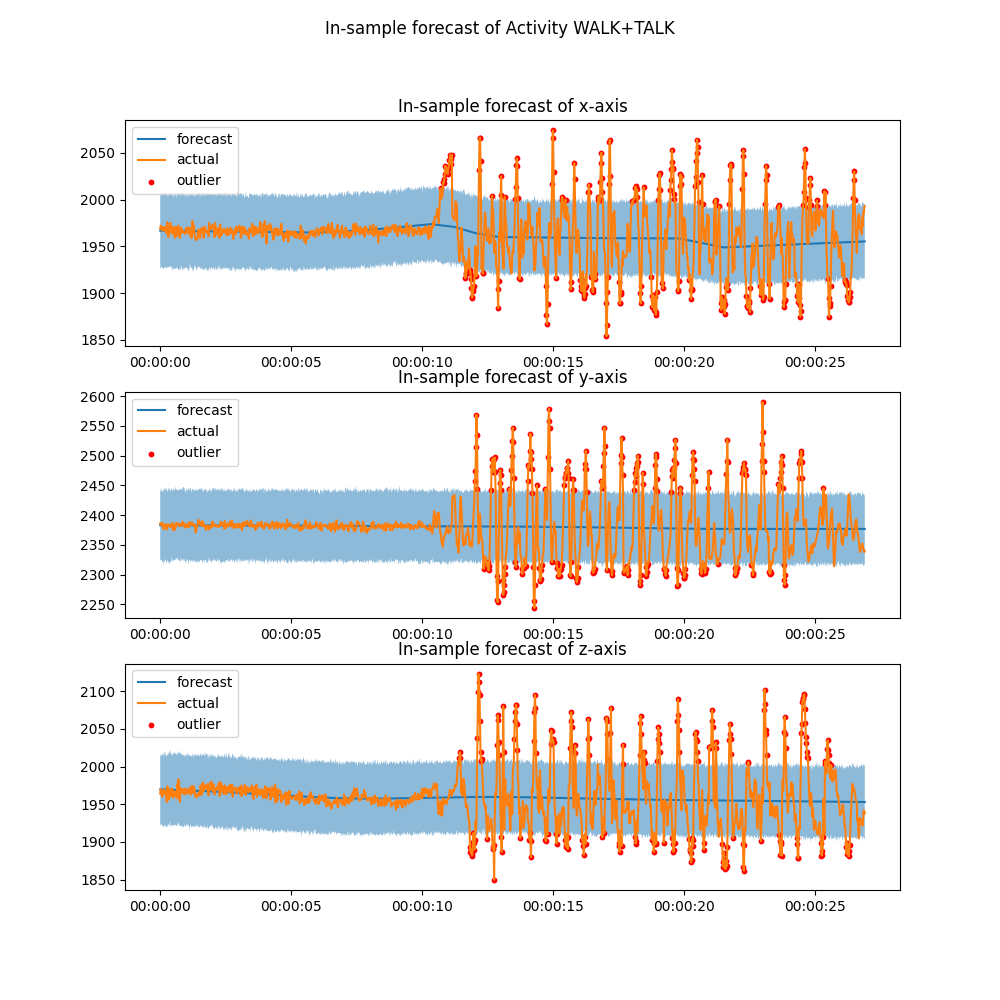 In-sample forecast of Activity WALK+TALK
In-sample forecast of x-axis
forecast
actual
outlier
2050
2000
1950
1900
1850
00:00:00 00:00:05 00:00:10 00:00:15 00:00:20 00:00:25
In-sample forecast of y-axis
forecast
actual
outlier
2600
2550
2500
2450
2400
2350
2300
2250
00:00:00 00:00:05 00:00:10 00:00:15 00:00:20 00:00:25
In-sample forecast of z-axis
forecast
actual
outlier
2100
2050
2000
1950
1900
1850
00:00:00 00:00:05 00:00:10 00:00:15 00:00:20 00:00:25